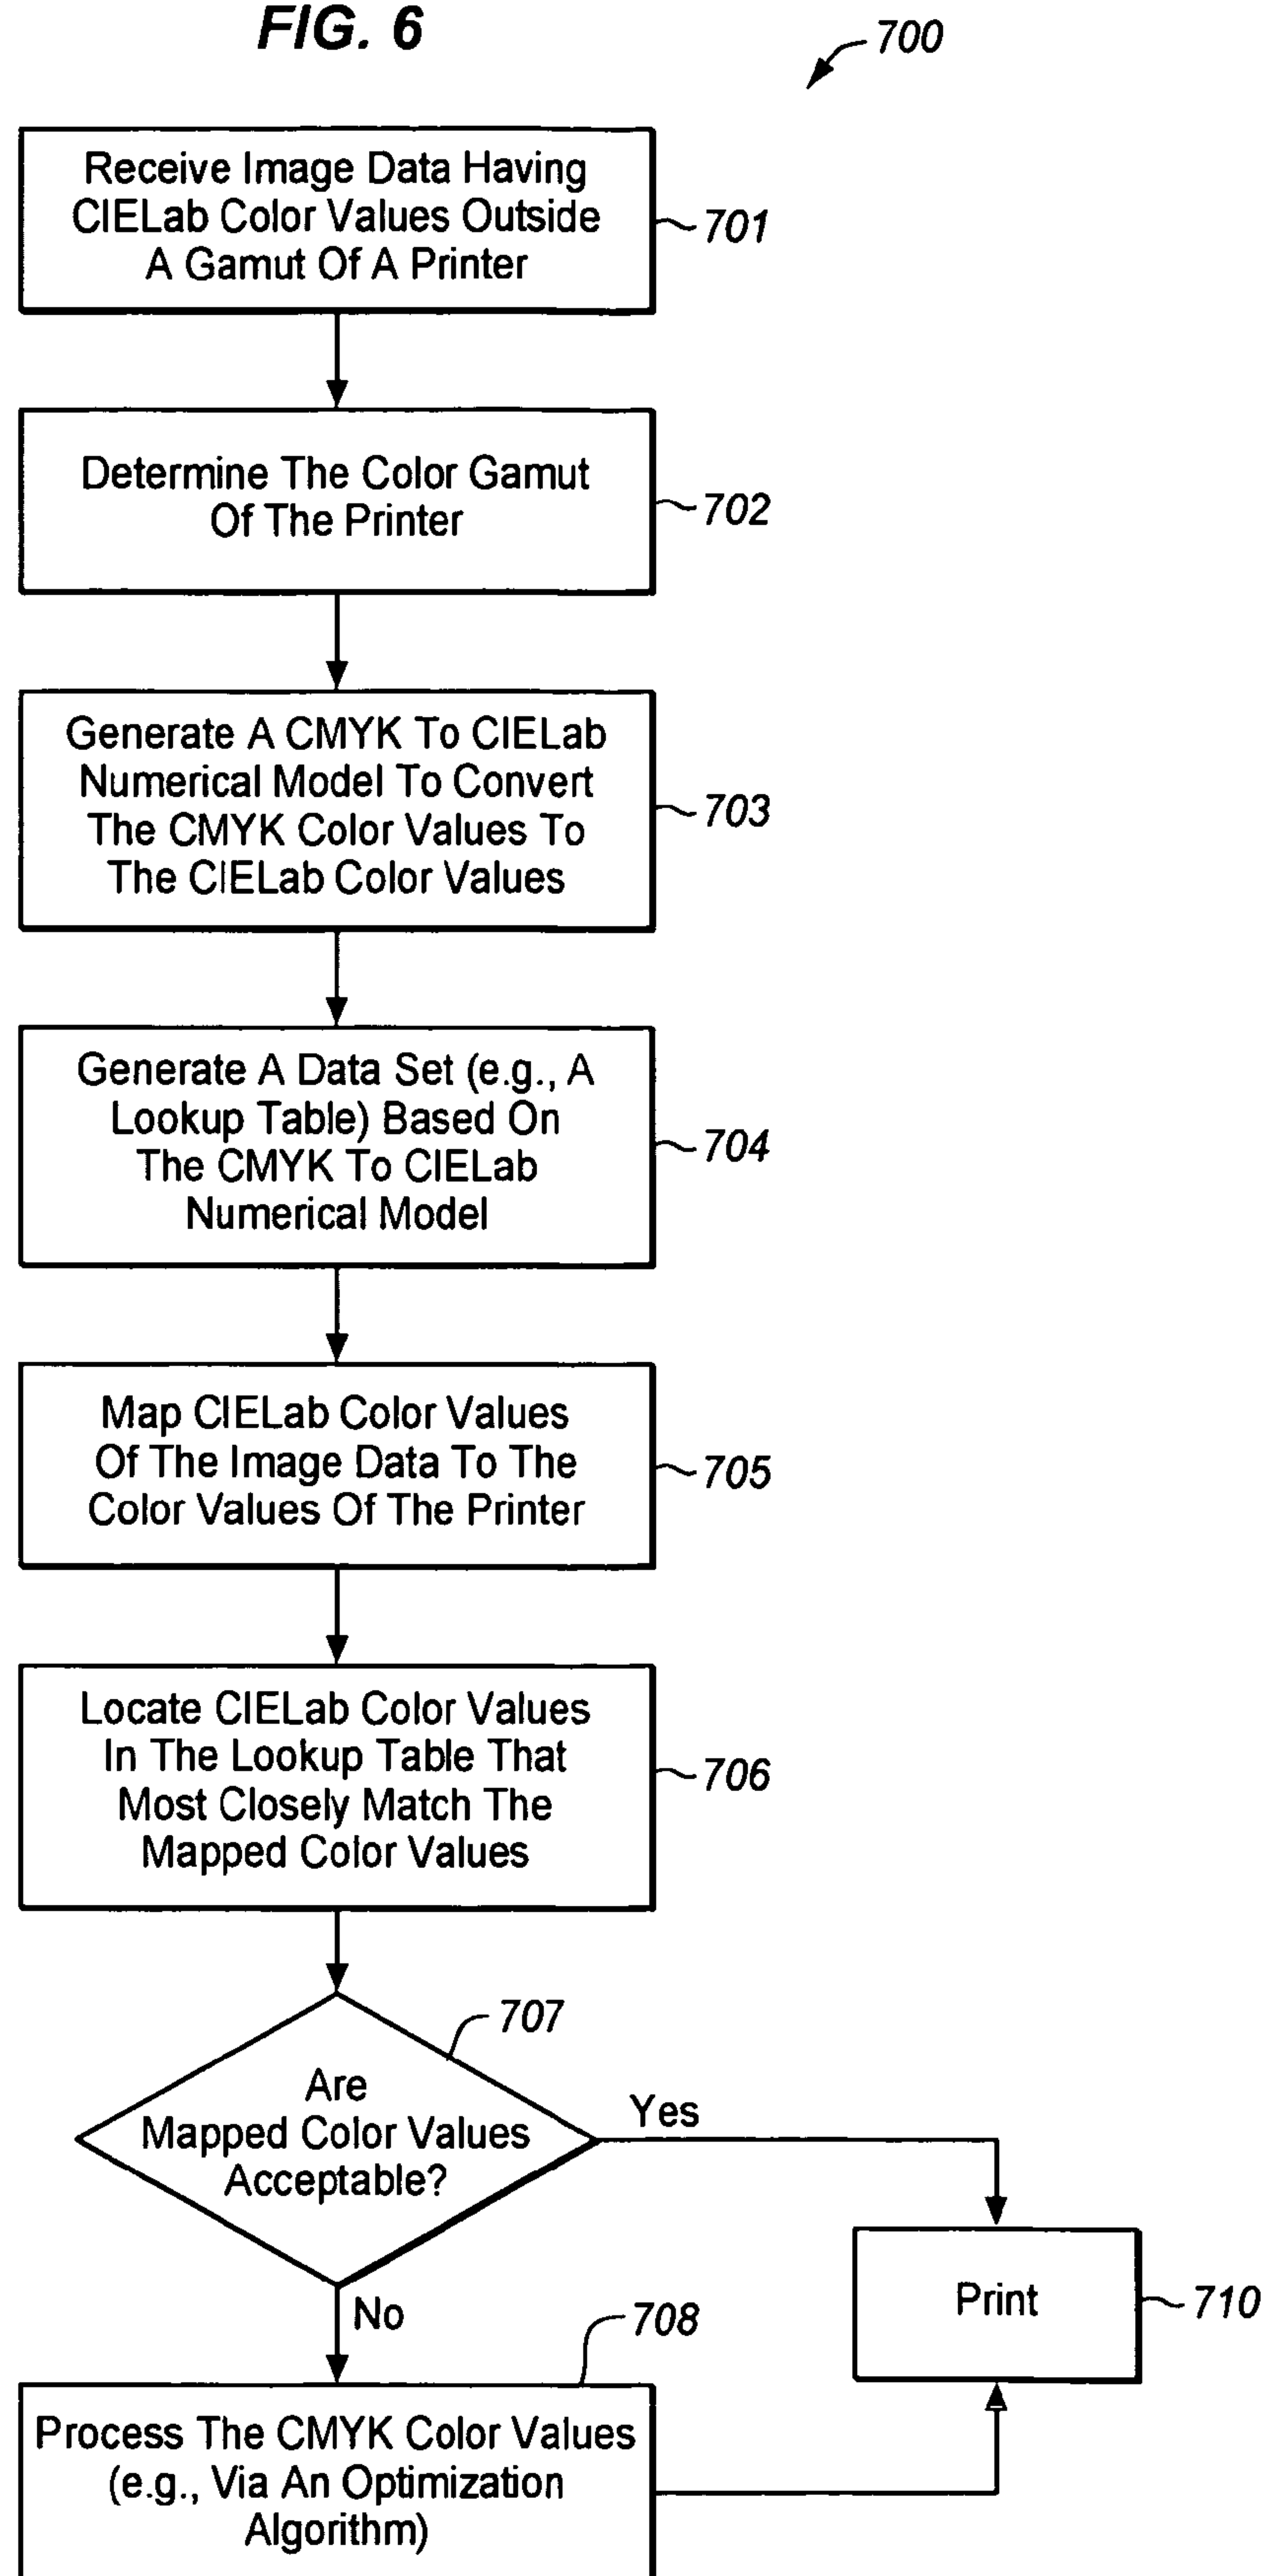 FIG. 6
700
Receive Image Data Having
CIELab Color Values Outside
A Gamut Of A Printer
701
Determine The Color Gamut
Of The Printer
702
Generate A CMYK To CIELab
Numerical Model To Convert
The CMYK Color Values To
The CIELab Color Values
703
Generate A Data Set (e.g., A
Lookup Table) Based On
The CMYK To CIELab
Numerical Model
704
Map CIELab Color Values
Of The Image Data To The
Color Values Of The Printer
705
Locate CIELab Color Values
In The Lookup Table That
Most Closely Match The
Mapped Color Values
706
707
Are
Mapped Color Values
Acceptable?
Yes
No
Print
710
708
Process The CMYK Color Values
(e.g., Via An Optimization
Algorithm)